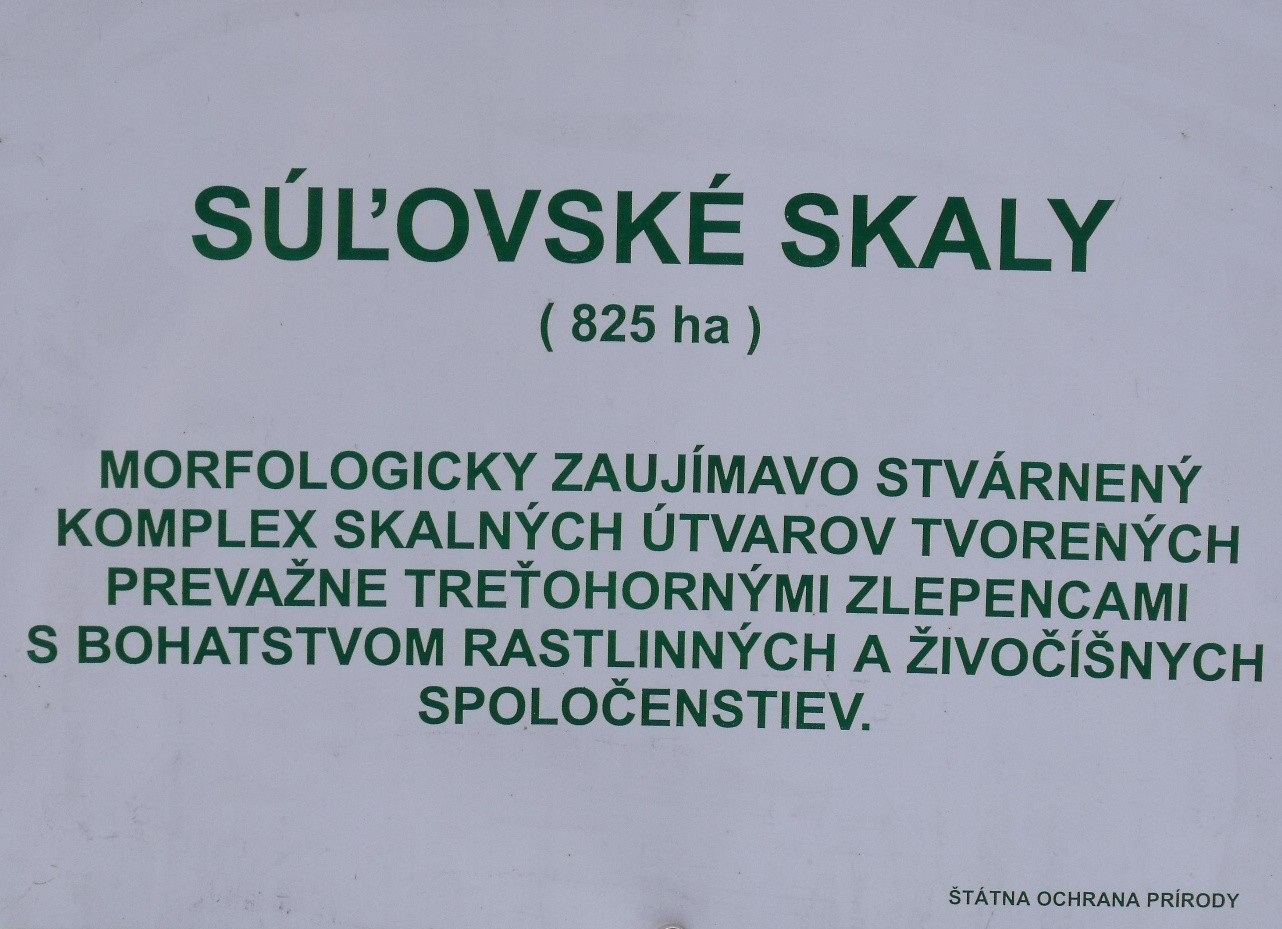 SÚĽOVSKÉ SKALY
( 825 ha )
MORFOLOGICKY ZAUJÍMAVO STVÁRNENÝ
KOMPLEX SKALNÝCH ÚTVAROV TVORENÝCH
PREVAŽNE TREŤOHORNÝMI ZLEPENCAMI
S BOHATSTVOM RASTLINNÝCH A ŽIVOČÍŠNYCH
SPOLOČENSTIEV.
ŠTÁTNA OCHRANA PRÍRODY